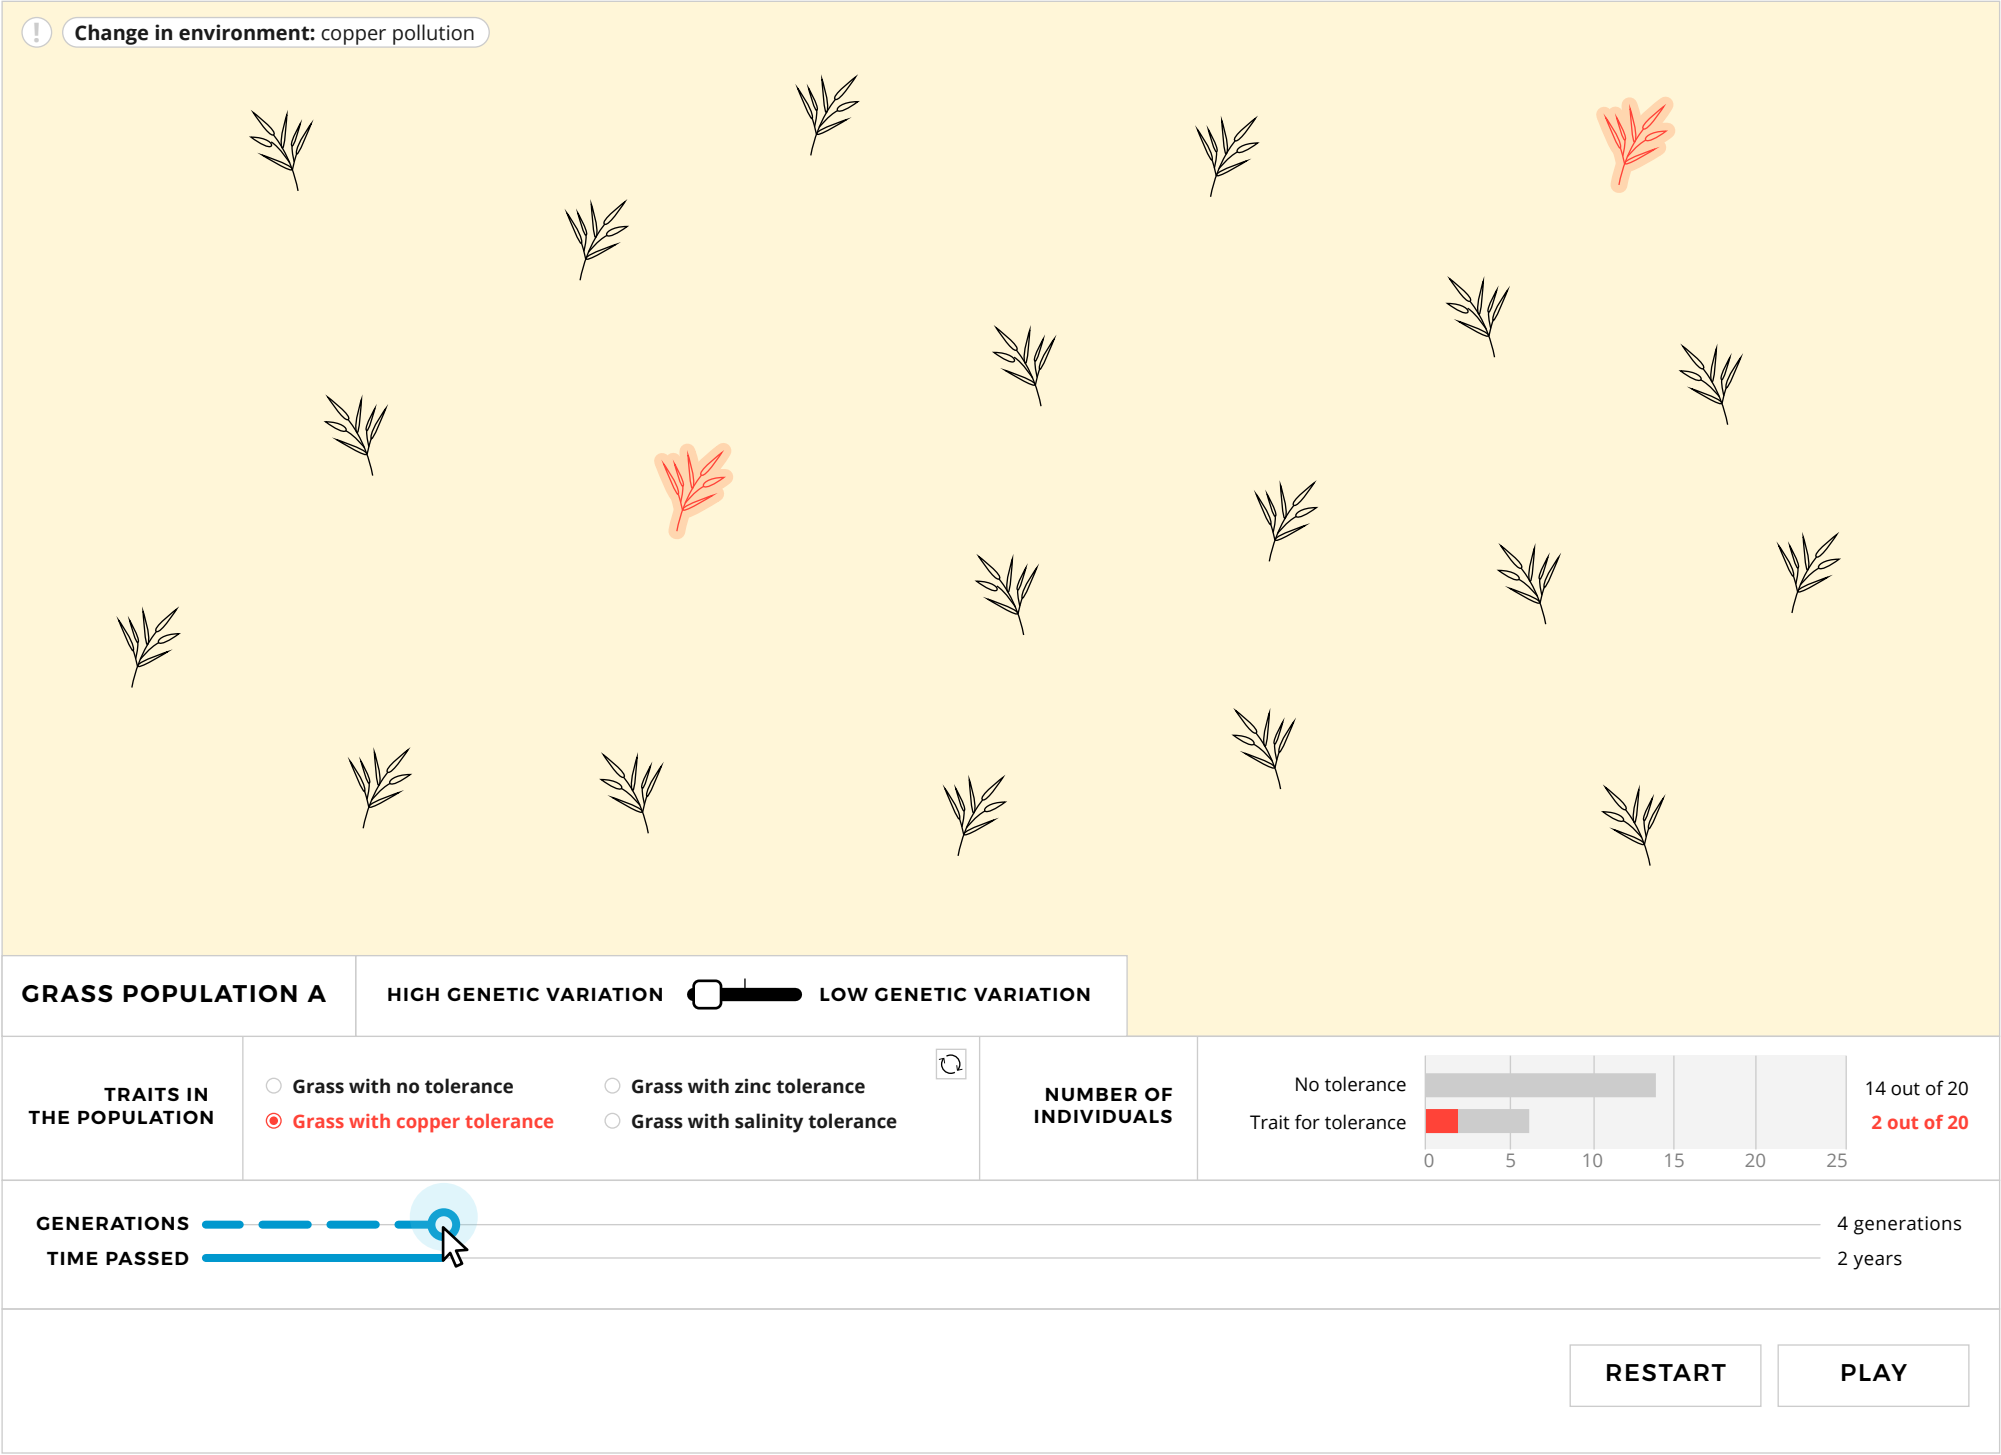 ! Change in environment: copper pollution
GRASS POPULATION A
HIGH GENETIC VARIATION LOW GENETIC VARIATION
TRAITS IN
THE POPULATION
Grass with no tolerance Grass with zinc tolerance
Grass with copper tolerance Grass with salinity tolerance
NUMBER OF
INDIVIDUALS
No tolerance 14 out of 20
Trait for tolerance 2 out of 20
0 5 10 15 20 25
GENERATIONS 4 generations
TIME PASSED 2 years
RESTART PLAY